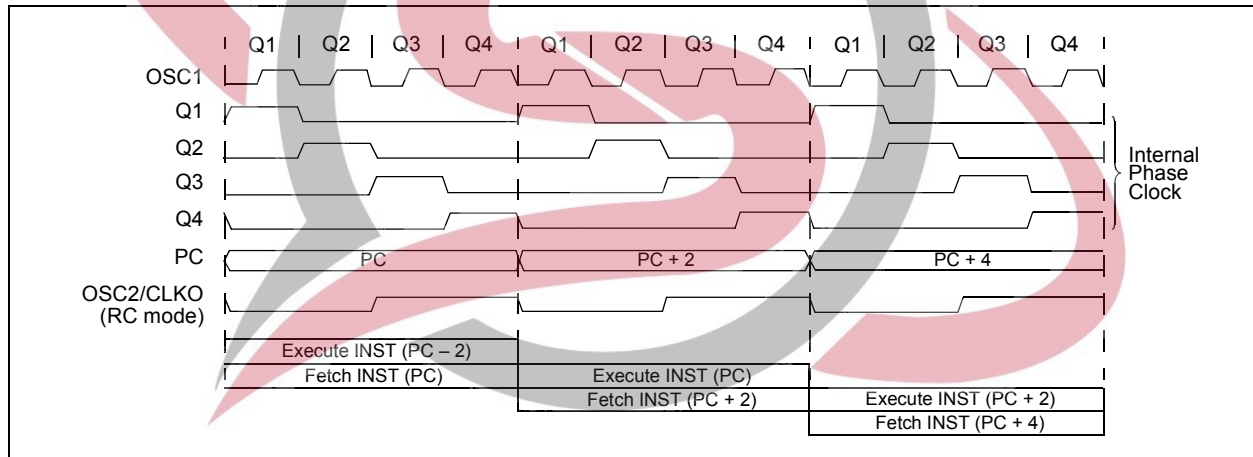 Q1 | Q2 | Q3 | Q4 | Q1 | Q2 | Q3 | Q4 | Q1 | Q2 | Q3 | Q4
OSC1
Q1
Q2
Q3
Q4
Internal
Phase
Clock
PC PC PC + 2 PC + 4
OSC2/CLKO
(RC mode)
Execute INST (PC – 2)
Fetch INST (PC) Execute INST (PC)
Fetch INST (PC + 2) Execute INST (PC + 2)
Fetch INST (PC + 4)